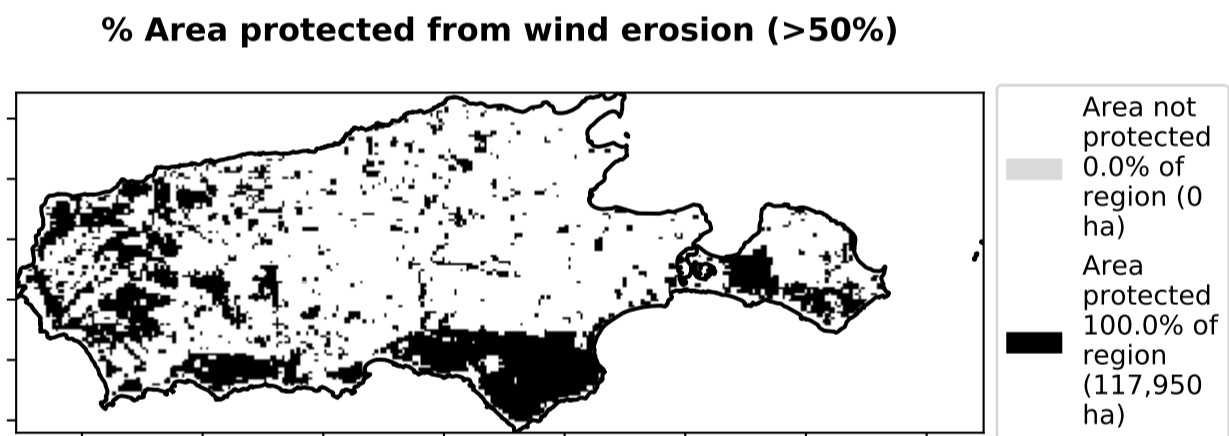 % Area protected from wind erosion (>50%)
Area not
protected
0.0% of
region (0
ha)
Area
protected
100.0% of
region
(117,950
ha)